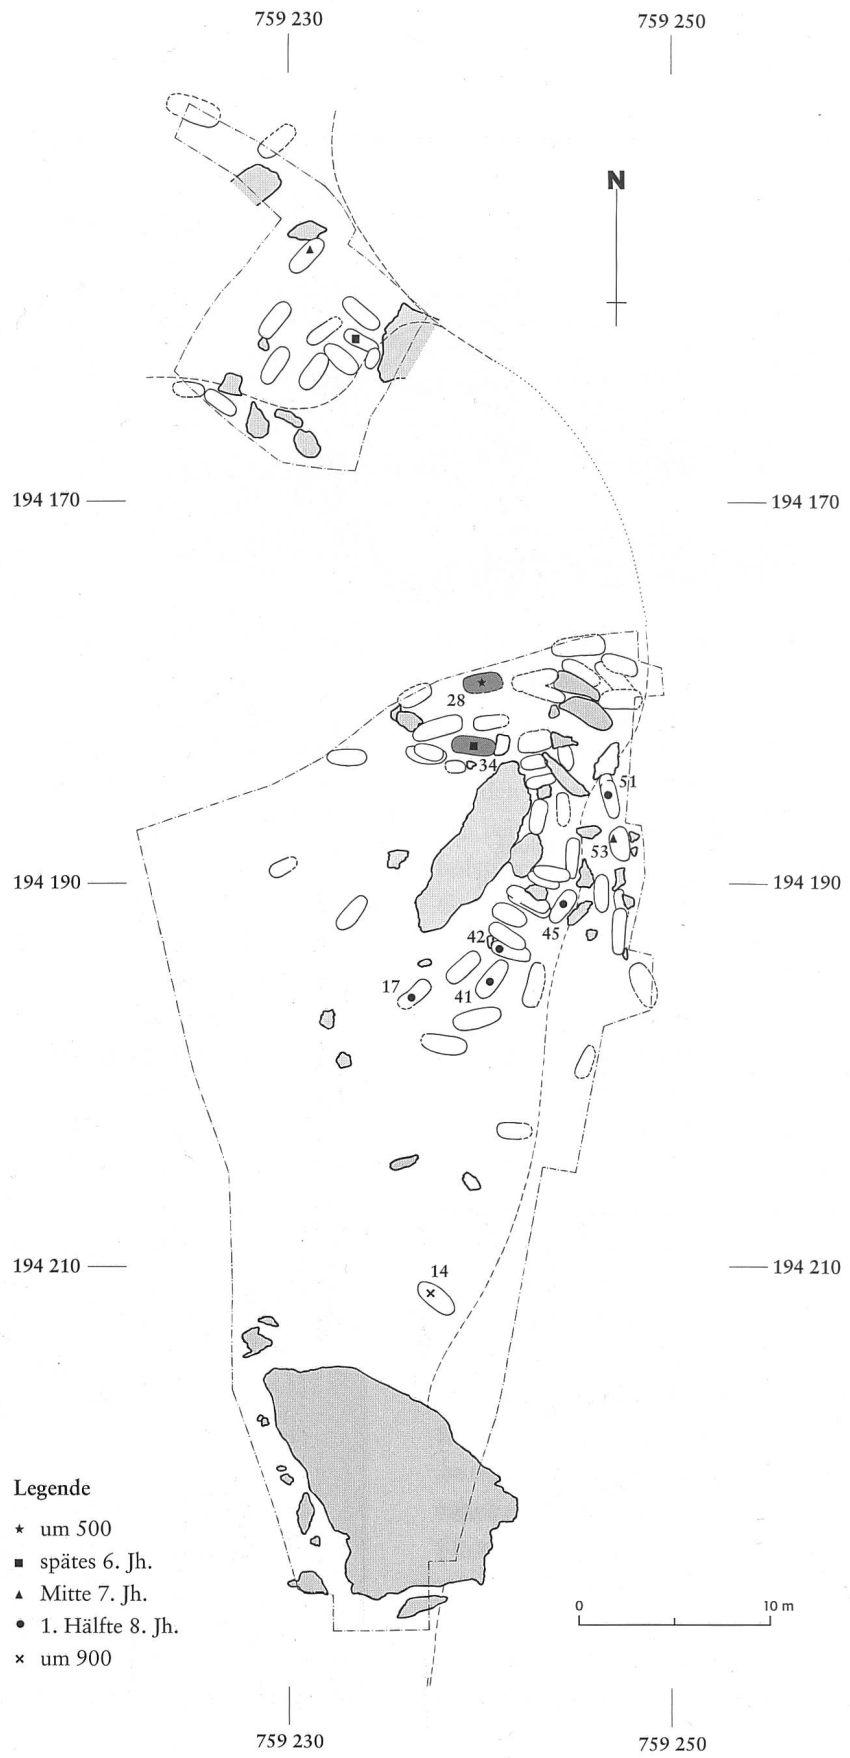 759 230
759 250
N
194 170
194 170
28
34
51
53
194 190
194 190
42
45
17
41
194 210
14
194 210
Legende
★ um 500
■ spätes 6. Jh.
▲ Mitte 7. Jh.
● 1. Hälfte 8. Jh.
× um 900
0
10 m
759 230
759 250